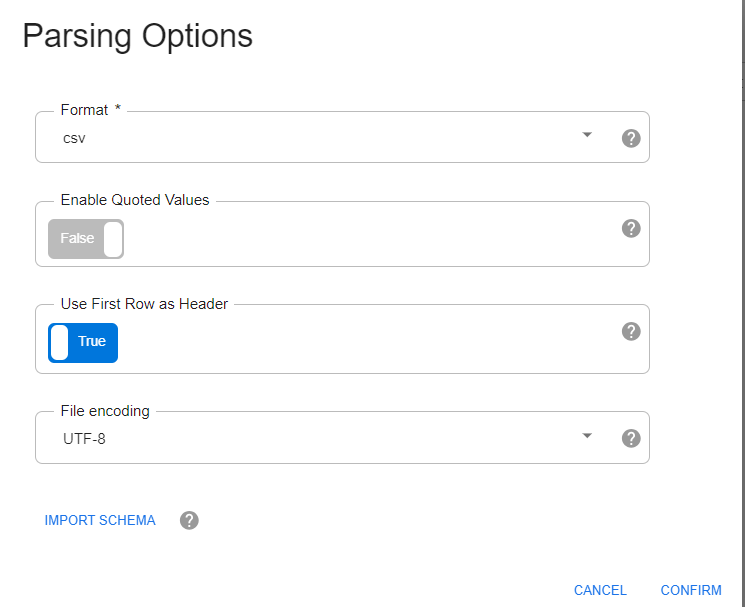 Parsing Options
Format *
csv
?
Enable Quoted Values
False
?
Use First Row as Header
True
?
File encoding
UTF-8
?
IMPORT SCHEMA ?
CANCEL CONFIRM